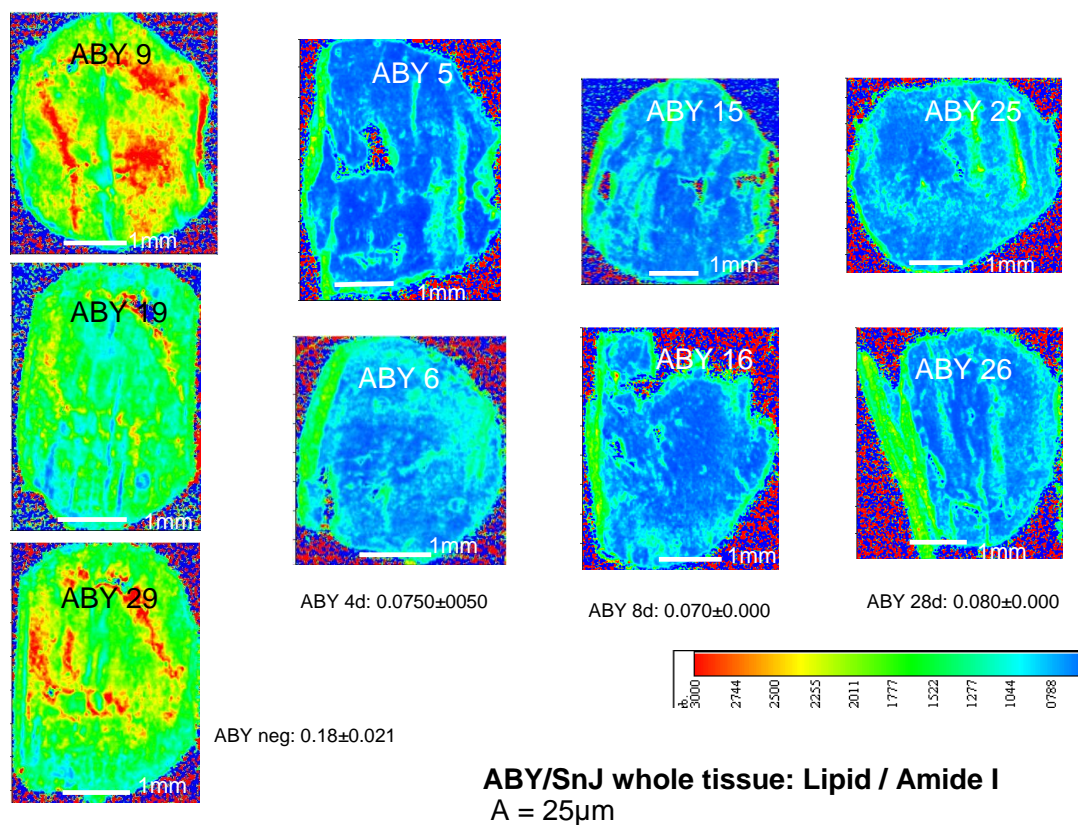 ABY 9
ABY 5
ABY 15
ABY 25
1mm
1mm
1mm
1mm
ABY 19
ABY 6
ABY 16
ABY 26
1mm
1mm
1mm
1mm
ABY 29
ABY 4d: 0.0750±0050
ABY 8d: 0.070±0.000
ABY 28d: 0.080±0.000
3000 2744 2500 2255 2011 1777 1522 1277 1044 0788
ABY neg: 0.18±0.021
1mm
ABY/SnJ whole tissue: Lipid / Amide I
A = 25µm